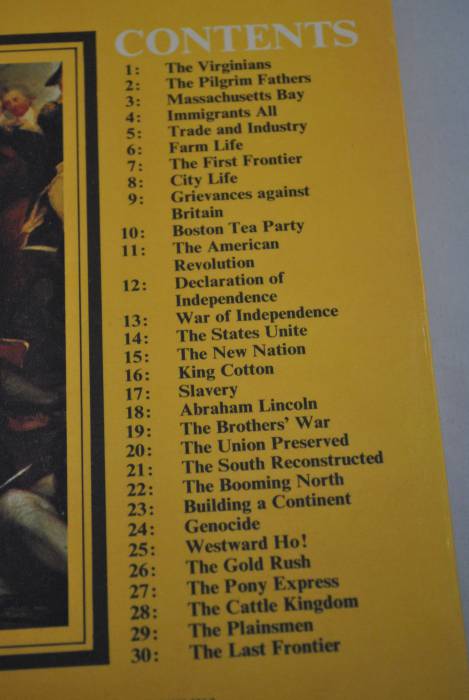 CONTENTS
1: The Virginians
2: The Pilgrim Fathers
3: Massachusetts Bay
4: Immigrants All
5: Trade and Industry
6: Farm Life
7: The First Frontier
8: City Life
9: Grievances against
Britain
10: Boston Tea Party
11: The American
Revolution
12: Declaration of
Independence
13: War of Independence
14: The States Unite
15: The New Nation
16: King Cotton
17: Slavery
18: Abraham Lincoln
19: The Brothers' War
20: The Union Preserved
21: The South Reconstructed
22: The Booming North
23: Building a Continent
24: Genocide
25: Westward Ho!
26: The Gold Rush
27: The Pony Express
28: The Cattle Kingdom
29: The Plainsmen
30: The Last Frontier